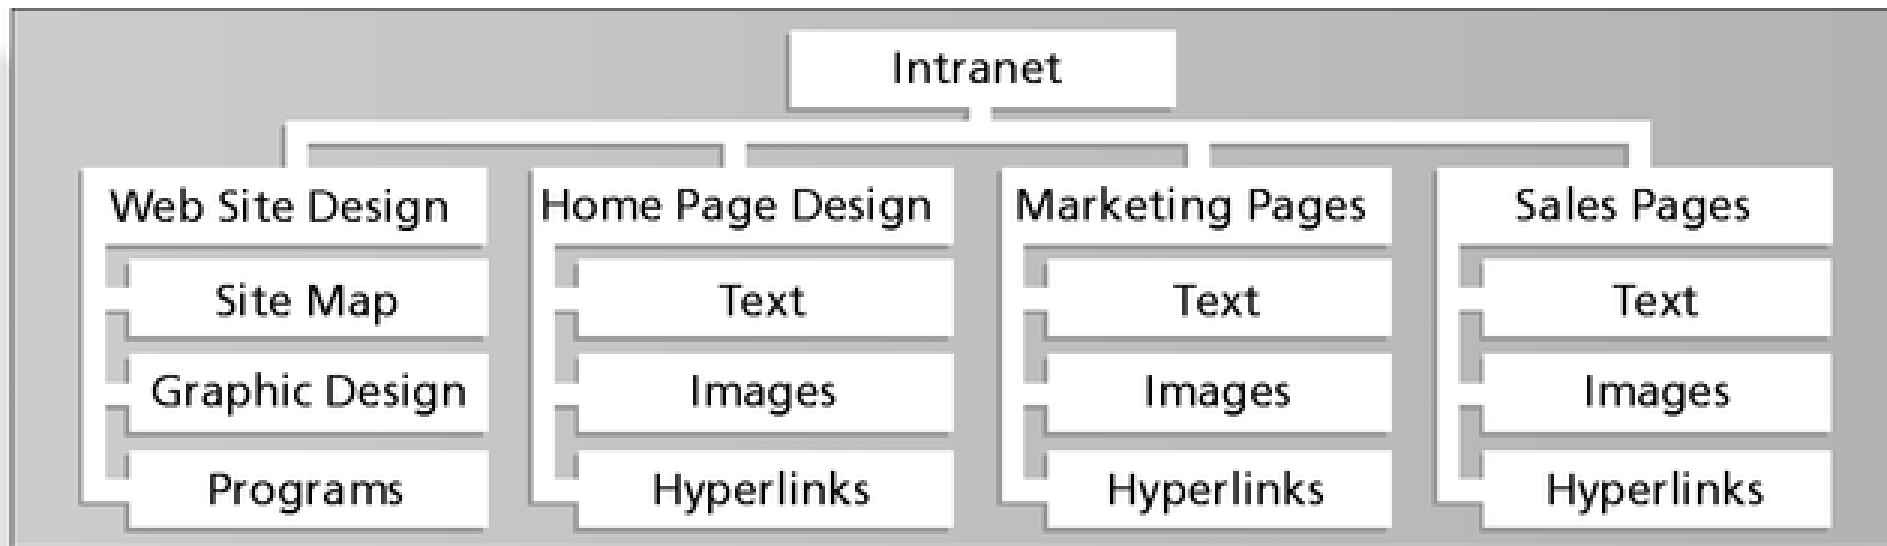 Intranet
Web Site Design
Site Map
Graphic Design
Programs
Home Page Design
Text
Images
Hyperlinks
Marketing Pages
Text
Images
Hyperlinks
Sales Pages
Text
Images
Hyperlinks